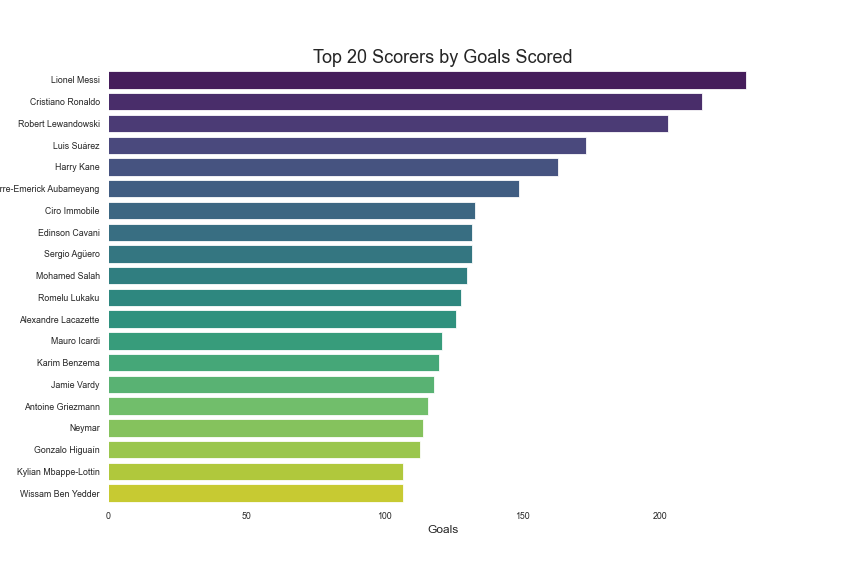 Top 20 Scorers by Goals Scored
Lionel Messi
Cristiano Ronaldo
Robert Lewandowski
Luis Suárez
Harry Kane
rre-Emerick Aubameyang
Ciro Immobile
Edinson Cavani
Sergio Agüero
Mohamed Salah
Romelu Lukaku
Alexandre Lacazette
Mauro Icardi
Karim Benzema
Jamie Vardy
Antoine Griezmann
Neymar
Gonzalo Higuaín
Kylian Mbappe-Lottin
Wissam Ben Yedder
0 50 100 150 200
Goals